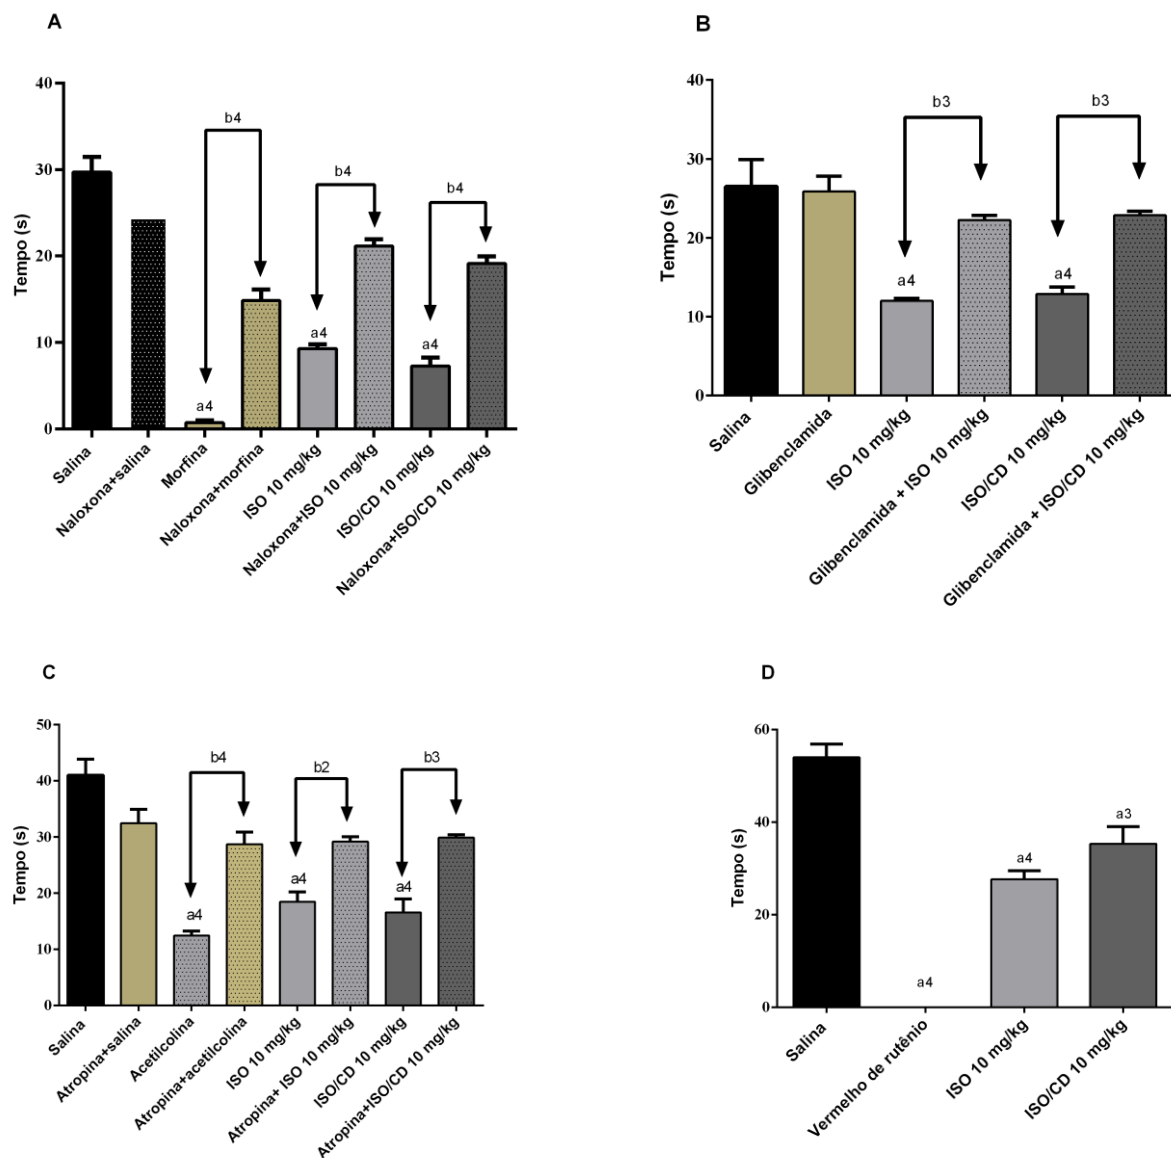 A
b4
b4
b4
a4
a4
a4
Tempo (s)
40
30
20
10
0
Salina
Naloxona+salina
Morfina
Naloxona+morfina
ISO 10 mg/kg
Naloxona+ISO 10 mg/kg
ISO/CD 10 mg/kg
Naloxona+ISO/CD 10 mg/kg
B
b3
b3
a4
a4
Tempo (s)
40
30
20
10
0
Salina
Glibenclamida
ISO 10 mg/kg
Glibenclamida + ISO 10 mg/kg
ISO/CD 10 mg/kg
Glibenclamida + ISO/CD 10 mg/kg
C
b4
b2
b3
a4
a4
a4
Tempo (s)
50
40
30
20
10
0
Salina
Atropina+salina
Acetilcolina
Atropina+acetilcolina
ISO 10 mg/kg
Atropina+ ISO 10 mg/kg
ISO/CD 10 mg/kg
Atropina+ISO/CD 10 mg/kg
D
a4
a4
a3
Tempo (s)
60
40
20
0
Salina
Vermelho de rutênio
ISO 10 mg/kg
ISO/CD 10 mg/kg